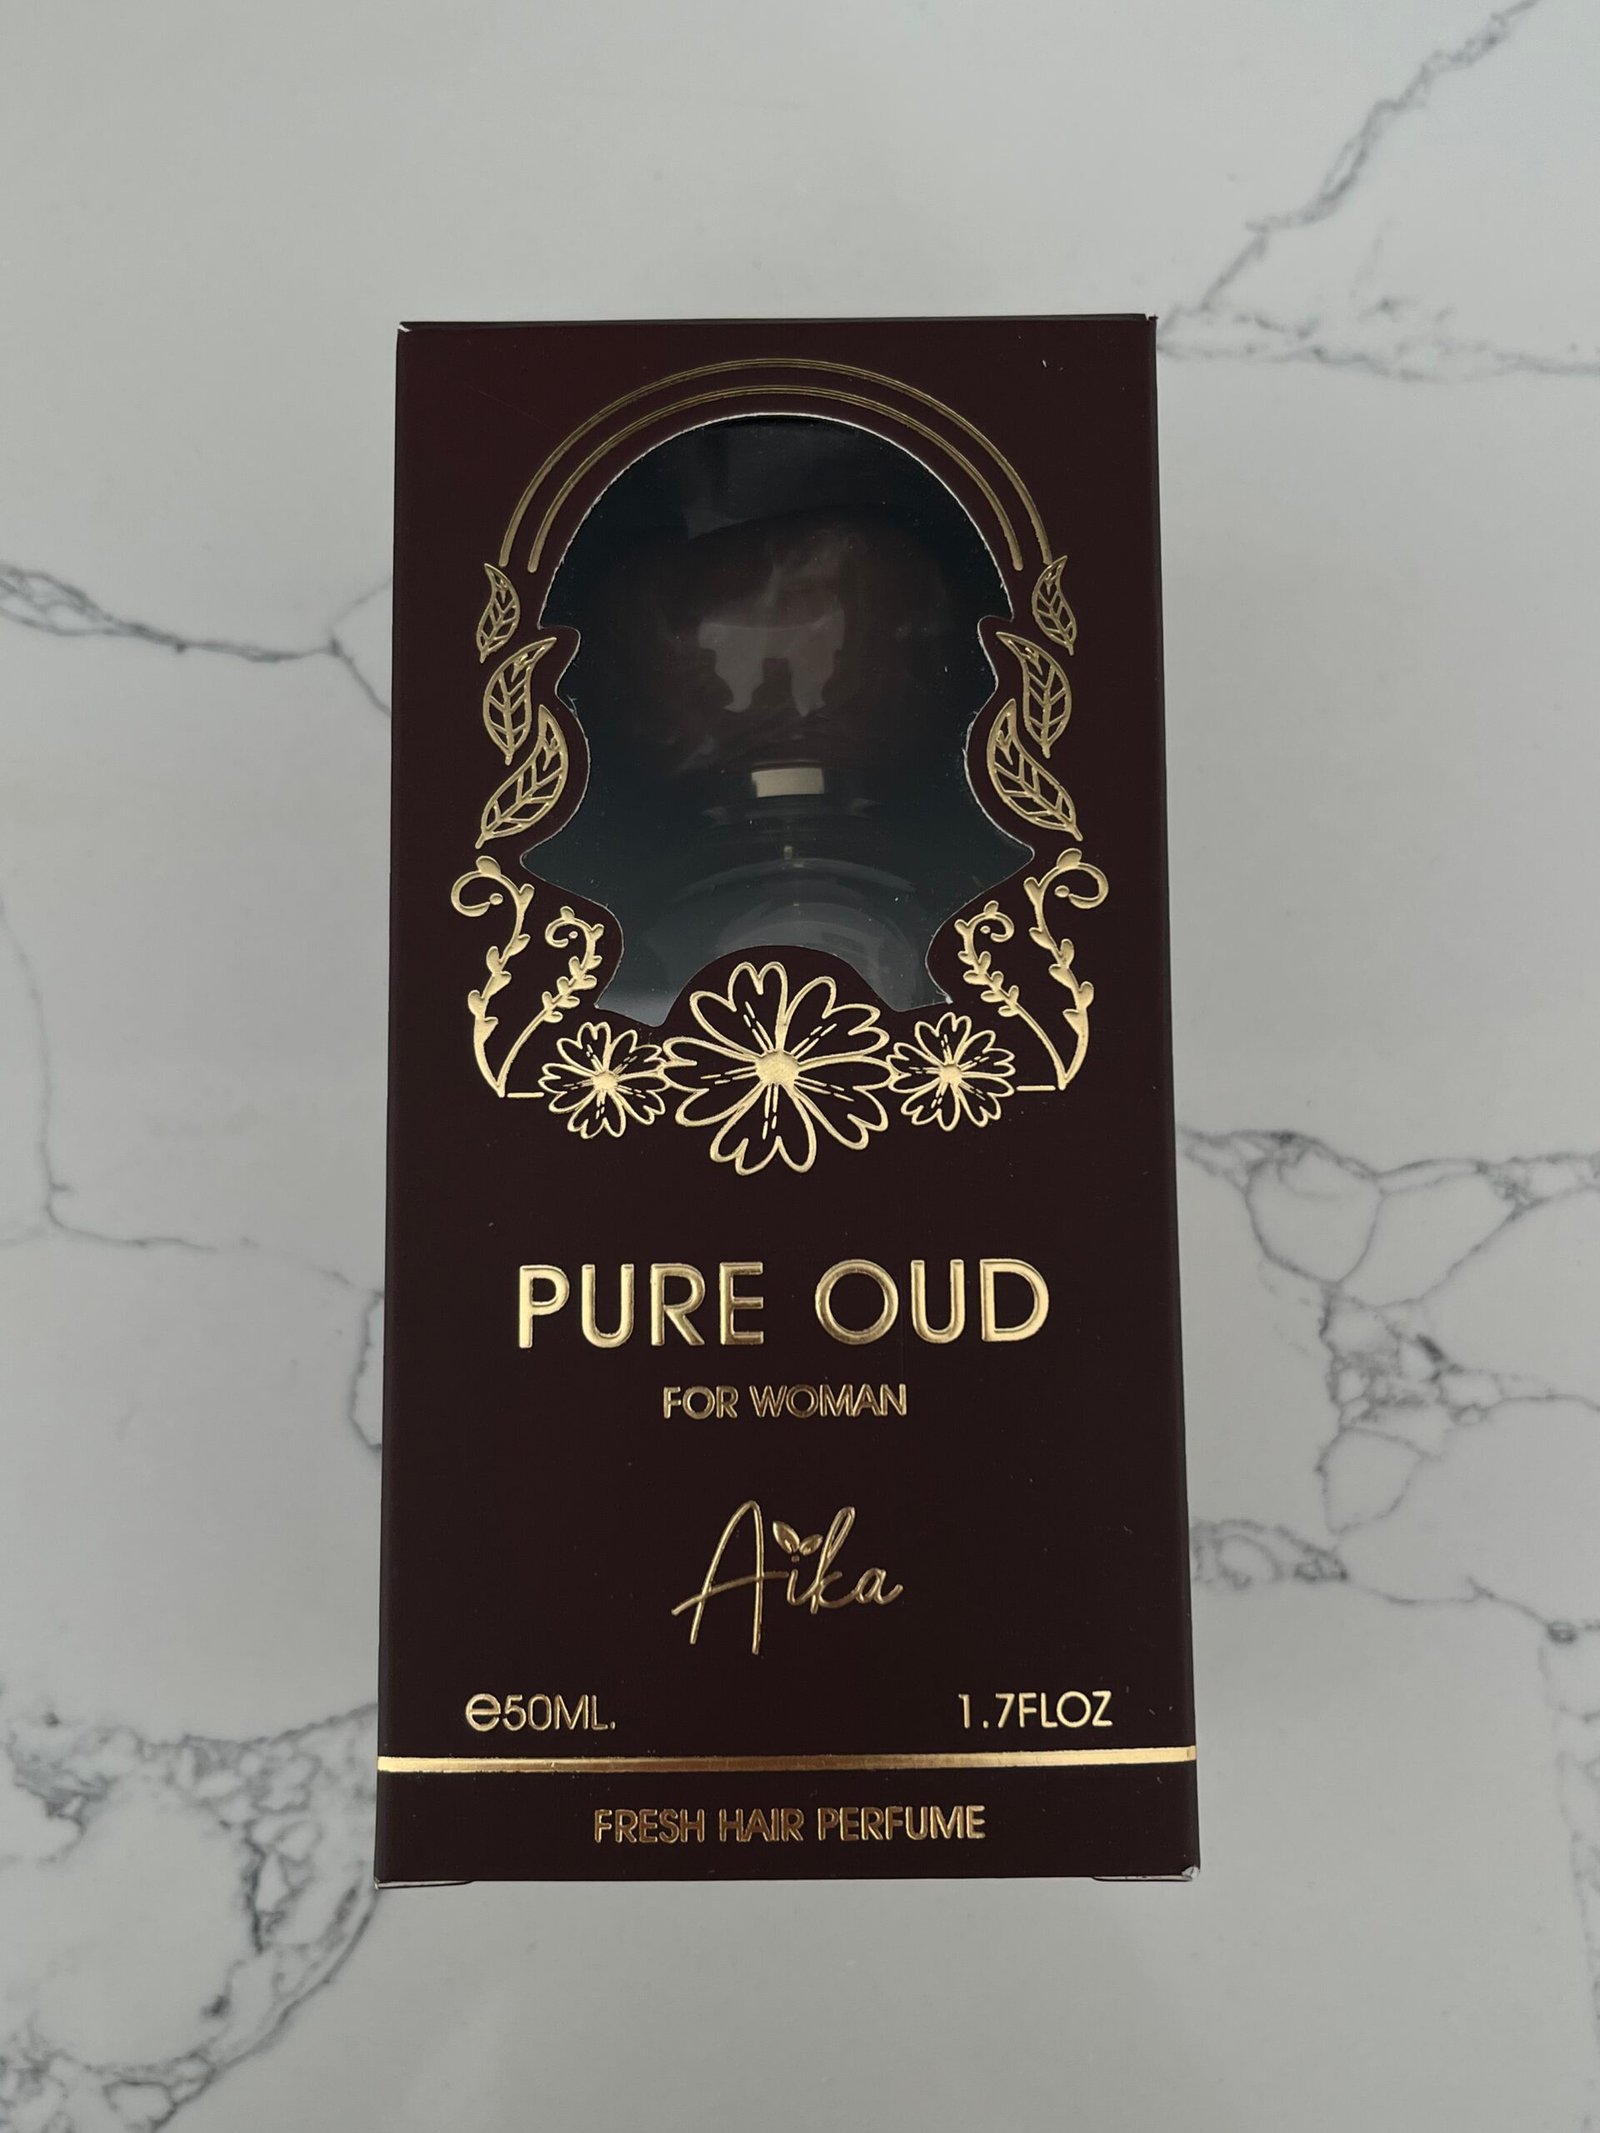 PURE OUD
FOR WOMAN
Aika
℮50ML.
1.7FLOZ
FRESH HAIR PERFUME